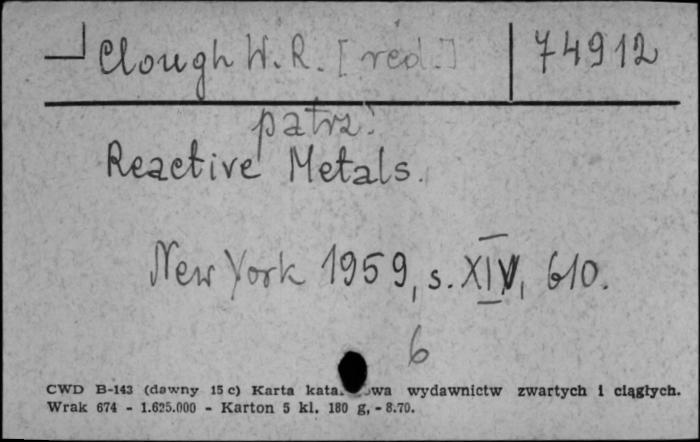 Clough W. R. [red.] 74912
patrz:
Reactive Metals.
New York 1959, s. XIV, 610.
6
CWD B-143 (dawny 15 c) Karta wydawnictw zwartych i ciągłych.
Wrak 674 - 1.625.000 - Karton 5 kl. 180 g, - 8.70.